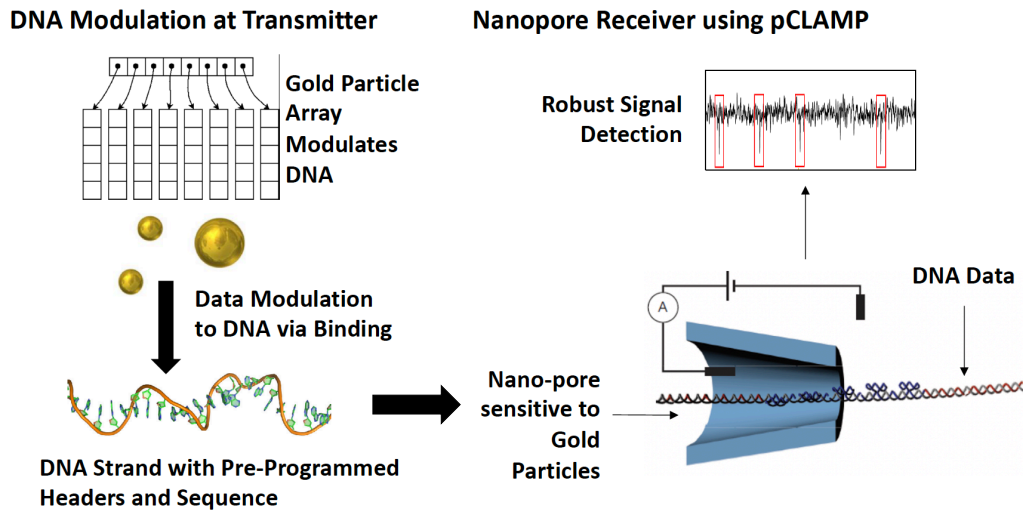 DNA Modulation at Transmitter
Gold Particle
Array
Modulates
DNA
Data Modulation
to DNA via Binding
DNA Strand with Pre-Programmed
Headers and Sequence
Nanopore Receiver using pCLAMP
Robust Signal
Detection
DNA Data
A
Nano-pore
sensitive to
Gold
Particles